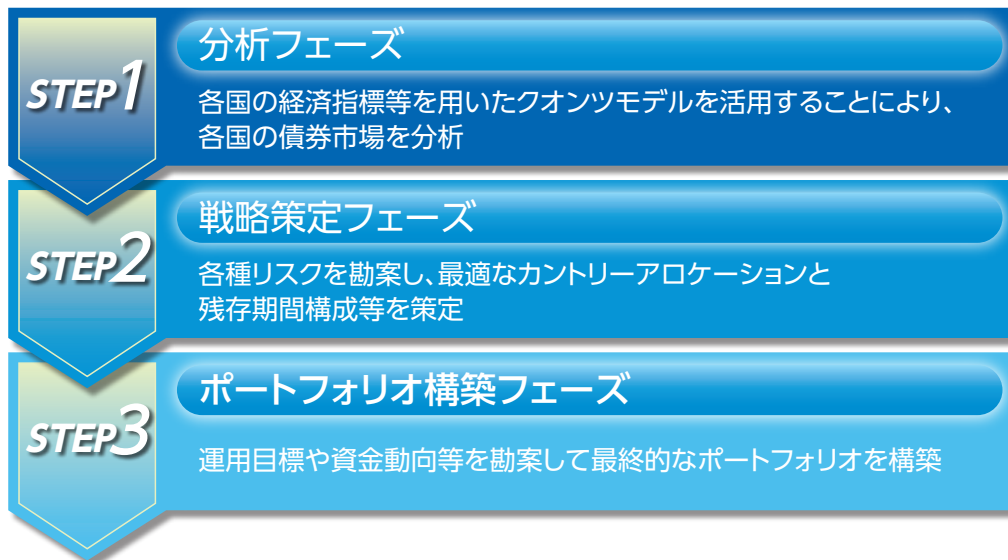 STEP1
分析フェーズ
各国の経済指標等を用いたクオンツモデルを活用することにより、
各国の債券市場を分析
STEP2
戦略策定フェーズ
各種リスクを勘案し、最適なカントリーアロケーションと
残存期間構成等を策定
STEP3
ポートフォリオ構築フェーズ
運用目標や資金動向等を勘案して最終的なポートフォリオを構築